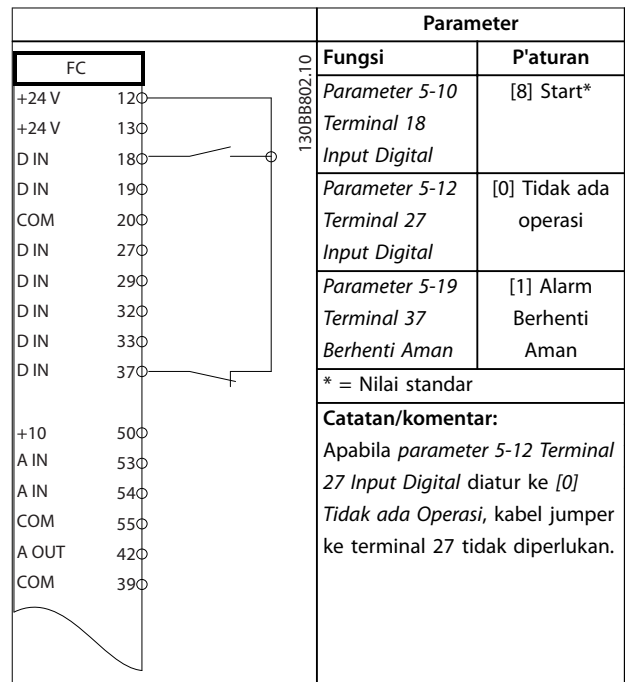 FC
+24 V 12
+24 V 13
D IN 18
D IN 19
COM 20
D IN 27
D IN 29
D IN 32
D IN 33
D IN 37
+10 50
A IN 53
A IN 54
COM 55
A OUT 42
COM 39
130BB802.10
Parameter
Fungsi P'aturan
Parameter 5-10 [8] Start*
Terminal 18
Input Digital
Parameter 5-12 [0] Tidak ada
Terminal 27 operasi
Input Digital
Parameter 5-19 [1] Alarm
Terminal 37 Berhenti
Berhenti Aman Aman
* = Nilai standar
Catatan/komentar:
Apabila parameter 5-12 Terminal
27 Input Digital diatur ke [0]
Tidak ada Operasi, kabel jumper
ke terminal 27 tidak diperlukan.